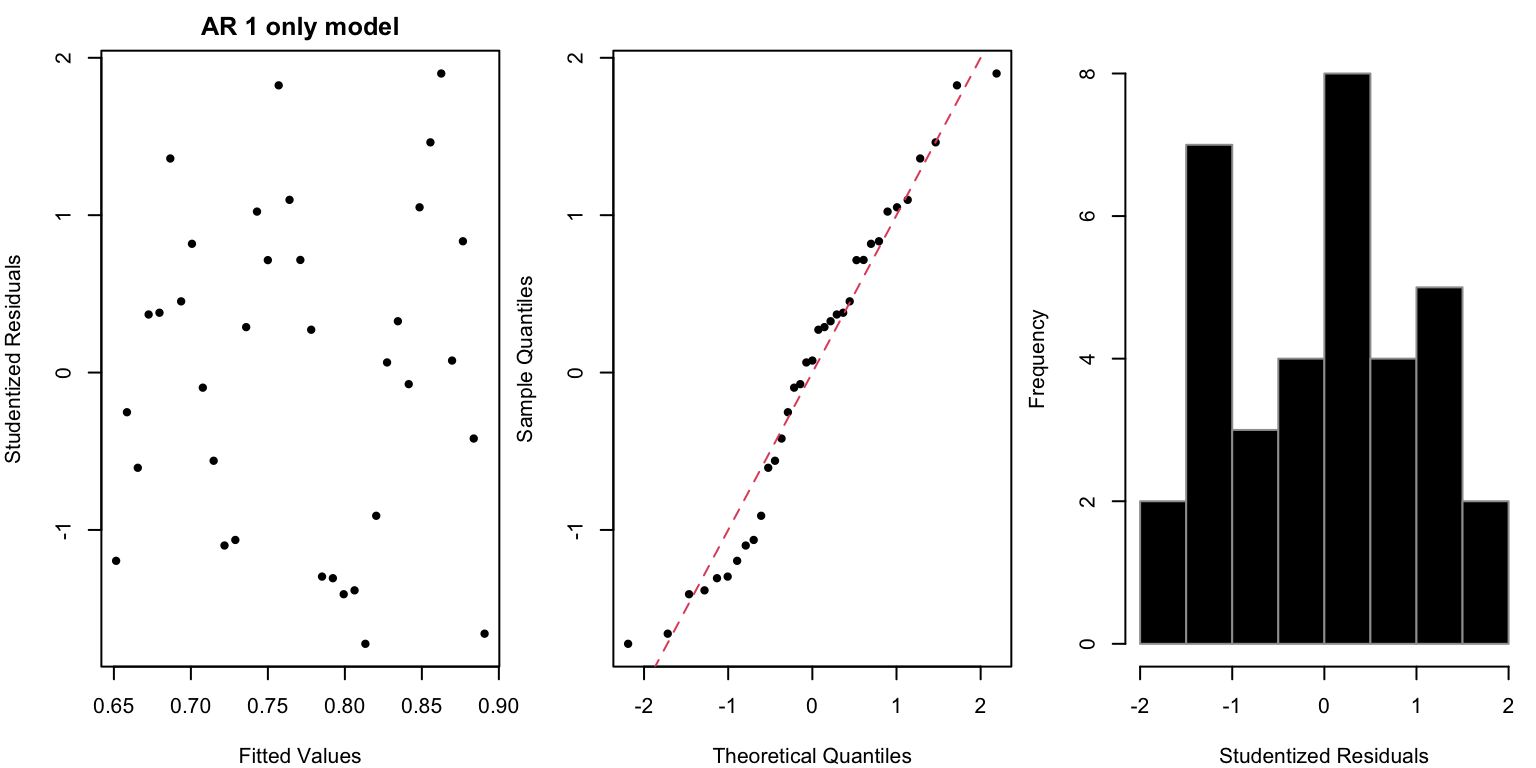 AR 1 only model
Studentized Residuals
2
1
0
-1
0.65 0.70 0.75 0.80 0.85 0.90
Fitted Values
Sample Quantiles
2
1
0
-1
-2 -1 0 1 2
Theoretical Quantiles
Frequency
8
6
4
2
0
-2 -1 0 1 2
Studentized Residuals